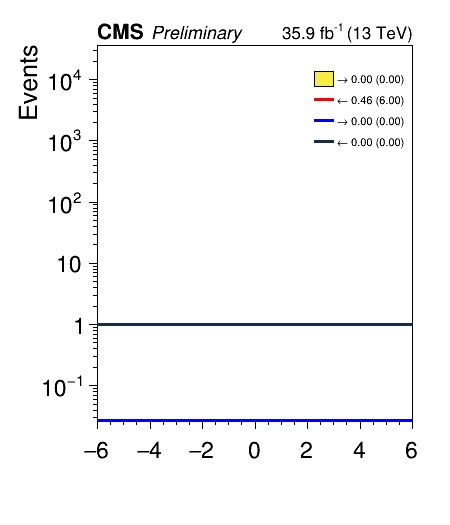 CMS Preliminary 35.9 fb⁻¹ (13 TeV)
Events
10⁴
10³
10²
10
1
10⁻¹
→ 0.00 (0.00)
← 0.46 (6.00)
→ 0.00 (0.00)
← 0.00 (0.00)
−6 −4 −2 0 2 4 6